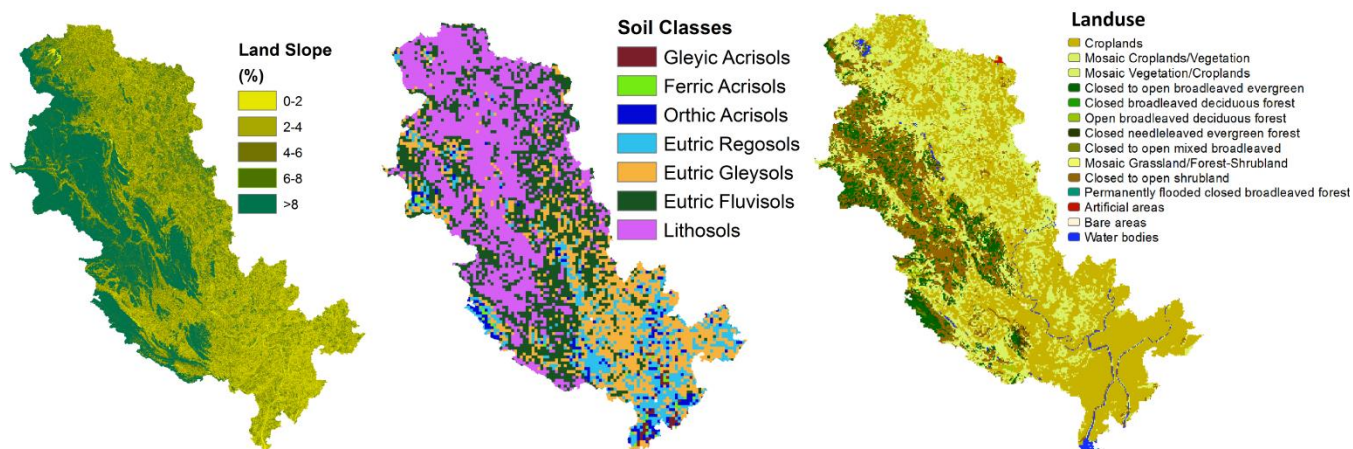 Land Slope
(%)
0-2
2-4
4-6
6-8
>8
Soil Classes
Gleyic Acrisols
Ferric Acrisols
Orthic Acrisols
Eutric Regosols
Eutric Gleysols
Eutric Fluvisols
Lithosols
Landuse
Croplands
Mosaic Croplands/Vegetation
Mosaic Vegetation/Croplands
Closed to open broadleaved evergreen
Closed broadleaved deciduous forest
Open broadleaved deciduous forest
Closed needleleaved evergreen forest
Closed to open mixed broadleaved
Mosaic Grassland/Forest-Shrubland
Closed to open shrubland
Permanently flooded closed broadleaved forest
Artificial areas
Bare areas
Water bodies